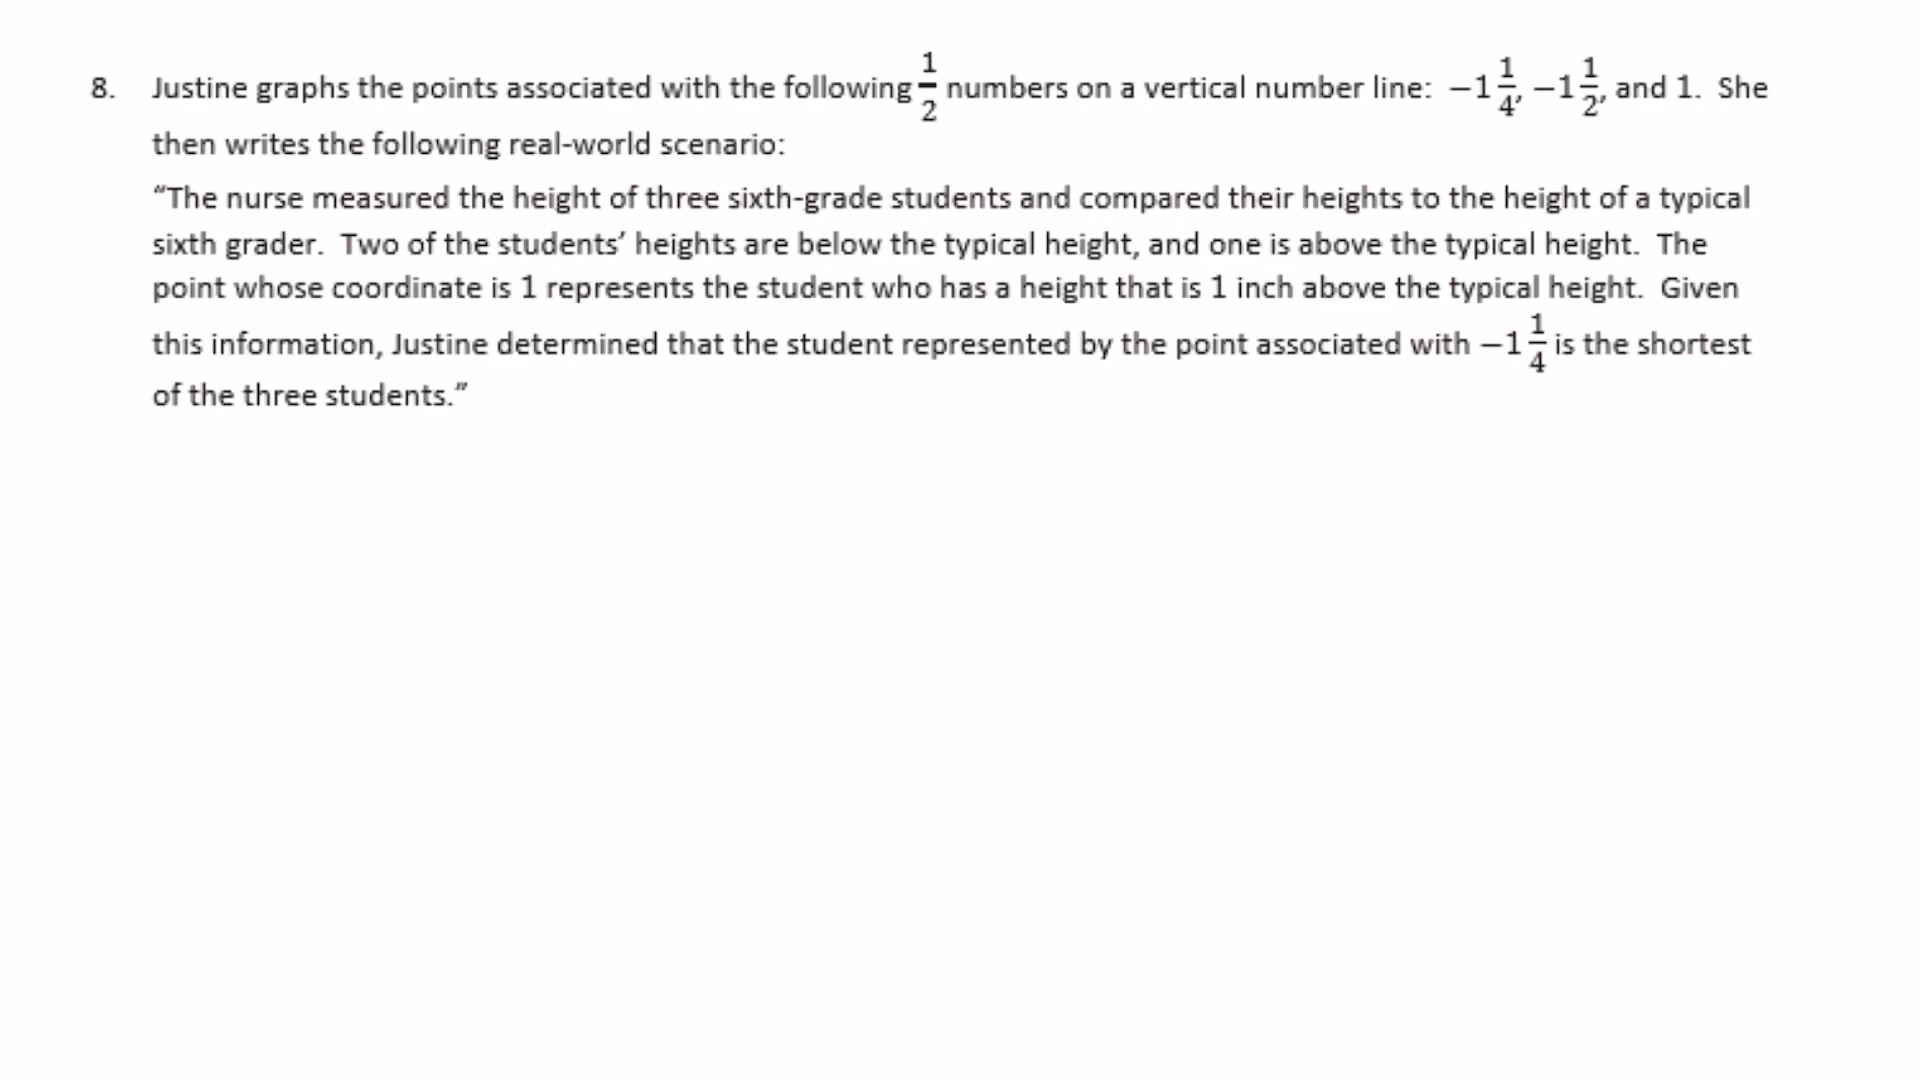 8. Justine graphs the points associated with the following 1/2 numbers on a vertical number line: −1 1/4, −1 1/2, and 1. She
then writes the following real-world scenario:
“The nurse measured the height of three sixth-grade students and compared their heights to the height of a typical
sixth grader. Two of the students’ heights are below the typical height, and one is above the typical height. The
point whose coordinate is 1 represents the student who has a height that is 1 inch above the typical height. Given
this information, Justine determined that the student represented by the point associated with −1 1/4 is the shortest
of the three students.”